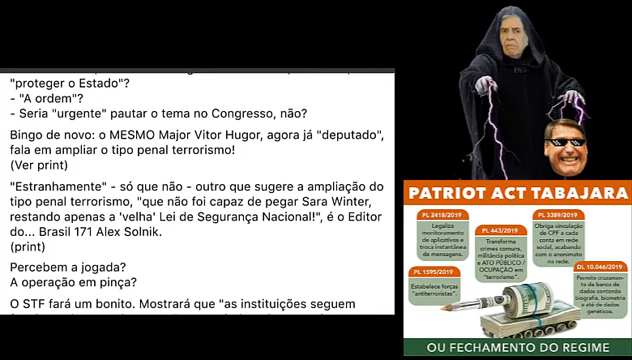 "proteger o Estado"?
- "A ordem"?
- Seria "urgente" pautar o tema no Congresso, não?
Bingo de novo: o MESMO Major Vitor Hugor, agora já "deputado",
fala em ampliar o tipo penal terrorismo!
(Ver print)
"Estranhamente" - só que não - outro que sugere a ampliação do
tipo penal terrorismo, "que não foi capaz de pegar Sara Winter,
restando apenas a 'velha' Lei de Segurança Nacional!", é o Editor
do... Brasil 171 Alex Solnik.
(print)
Percebem a jogada?
A operação em pinça?
O STF fará um bonito. Mostrará que "as instituições seguem
PATRIOT ACT TABAJARA
PL 2418/2019
Legaliza
monitoramento
de aplicativos e
troca instantânea
de mensagens.
PL 443/2019
Transforma
crimes comuns,
militância política
e ATO PÚBLICO /
OCUPAÇÃO em
"terrorismo".
PL 3389/2019
Obriga vinculação
de CPF a cada
conta em rede
social, acabando
com o anonimato
na rede.
PL 1595/2019
Estabelece forças
"antiterroristas".
DL 10.046/2019
Permite cruzamento
de banco de
dados contendo
biografia, biometria
e até de dados
genéticos.
OU FECHAMENTO DO REGIME